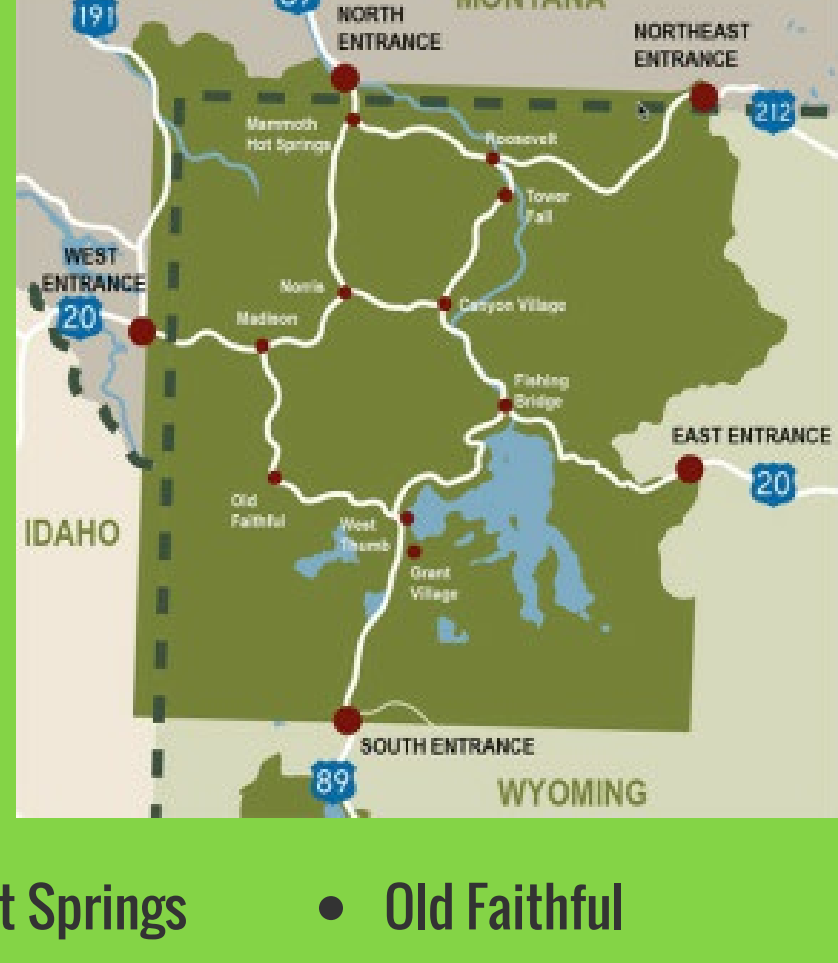 191
89
MONTANA
NORTH
ENTRANCE
NORTHEAST
ENTRANCE
212
Mammoth
Hot Springs
Roosevelt
Tower
Fall
WEST
ENTRANCE
20
Norris
Madison
Canyon Village
Fishing
Bridge
EAST ENTRANCE
20
Old
Faithful
West
Thumb
IDAHO
Grant
Village
SOUTH ENTRANCE
89
WYOMING
t Springs
• Old Faithful